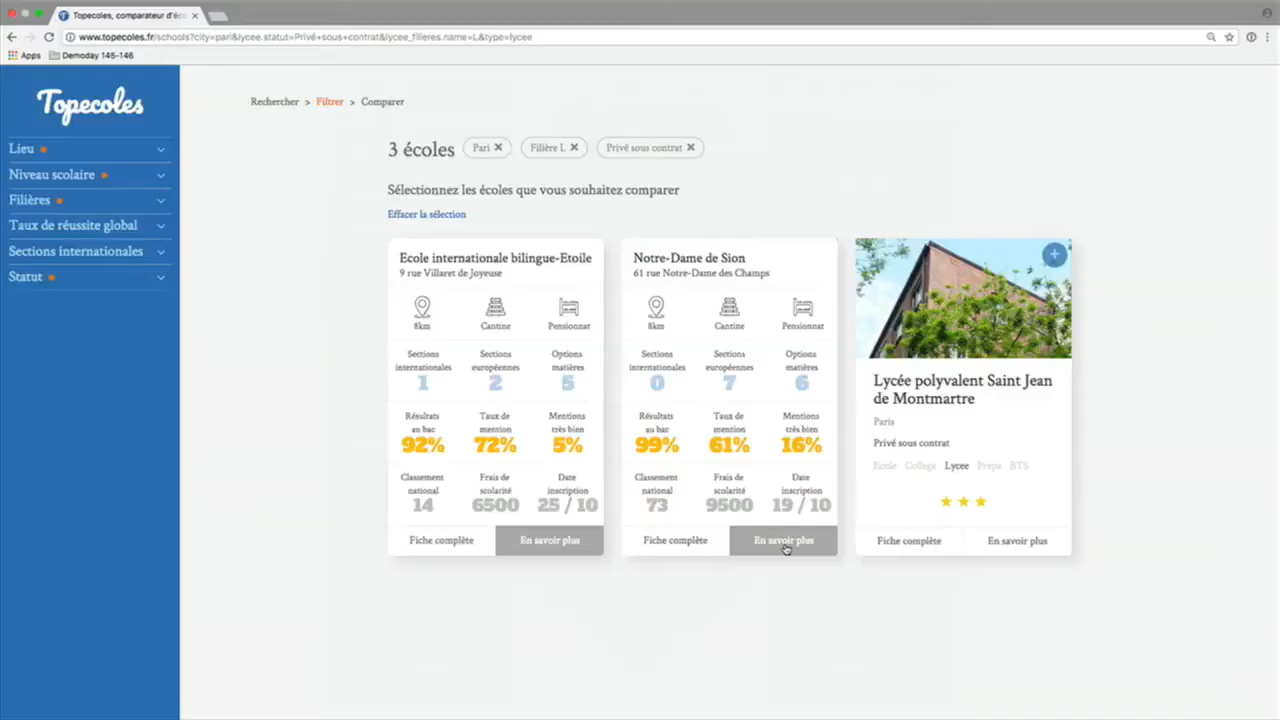 Topecoles, comparateur d'éco
www.topecoles.fr/schools?city=pari&lycee.statut=Privé+sous+contrat&lycee_filieres.name=L&type=lycee
Apps Demoday 145-146
Topecoles
Lieu
Niveau scolaire
Filières
Taux de réussite global
Sections internationales
Statut
Rechercher > Filtrer > Comparer
3 écoles Pari ✕ Filière L ✕ Privé sous contrat ✕
Sélectionnez les écoles que vous souhaitez comparer
Effacer la sélection
Ecole internationale bilingue-Etoile
9 rue Villaret de Joyeuse
8km Cantine Pensionnat
Sections Sections Options
internationales européennes matières
1 2 5
Résultats Taux de Mentions
au bac mention très bien
92% 72% 5%
Classement Frais de Date
national scolarité inscription
14 6500 25 / 10
Fiche complète En savoir plus
Notre-Dame de Sion
61 rue Notre-Dame des Champs
8km Cantine Pensionnat
Sections Sections Options
internationales européennes matières
0 7 6
Résultats Taux de Mentions
au bac mention très bien
99% 61% 16%
Classement Frais de Date
national scolarité inscription
73 9500 19 / 10
Fiche complète En savoir plus
Lycée polyvalent Saint Jean
de Montmartre
Paris
Privé sous contrat
Ecole College Lycee Prepa BTS
Fiche complète En savoir plus